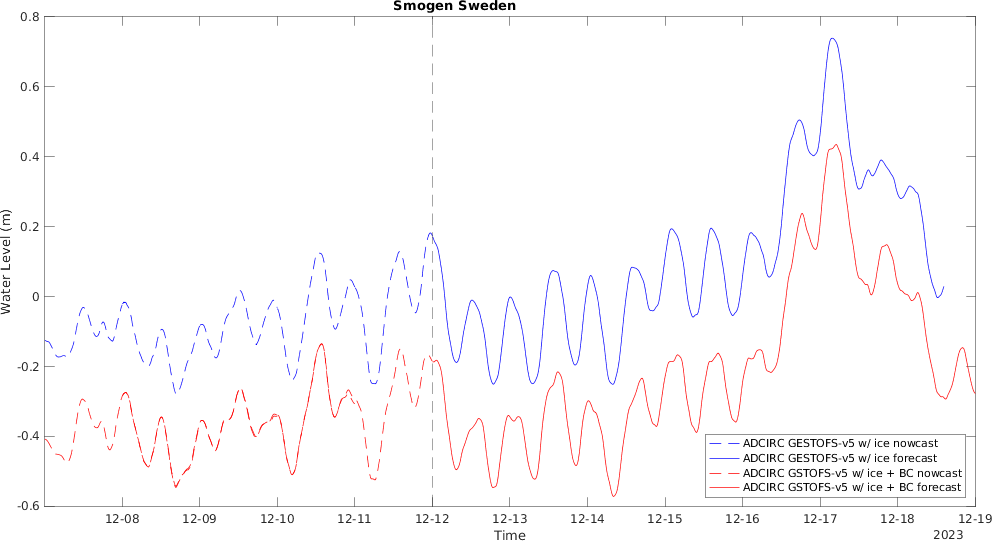 Smogen Sweden
0.8
0.6
0.4
0.2
0
-0.2
-0.4
-0.6
Water Level (m)
ADCIRC GESTOFS-v5 w/ ice nowcast
ADCIRC GESTOFS-v5 w/ ice forecast
ADCIRC GSTOFS-v5 w/ ice + BC nowcast
ADCIRC GSTOFS-v5 w/ ice + BC forecast
12-08 12-09 12-10 12-11 12-12 12-13 12-14 12-15 12-16 12-17 12-18 12-19
Time
2023